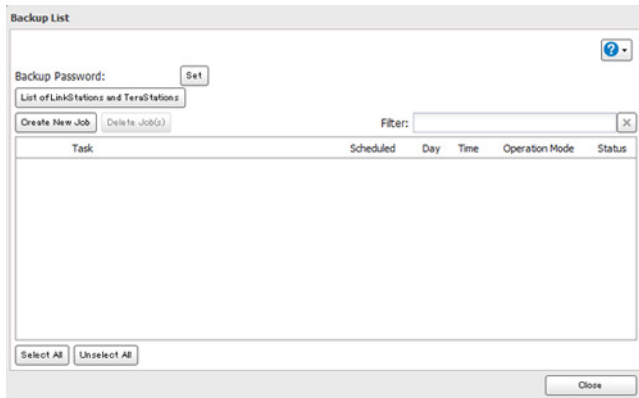 Backup List
?
Backup Password: Set
List of LinkStations and TeraStations
Create New Job Delete Job(s) Filter:
Task Scheduled Day Time Operation Mode Status
Select All Unselect All
Close